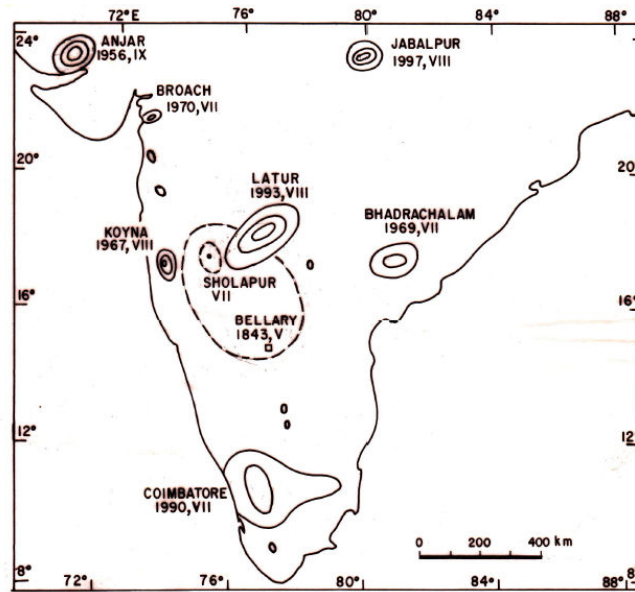 72°E 76° 80° 84° 88°
24° ANJAR
1956, IX
JABALPUR
1997, VIII
24°
BROACH
1970, VII
20° 20°
LATUR
1993, VIII
BHADRACHALAM
1969, VII
KOYNA
1967, VIII
SHOLAPUR
VII
16° 16°
BELLARY
1843, V
12° 12°
COIMBATORE
1990, VII
0 200 400 km
8° 8°
72° 76° 80° 84° 88°